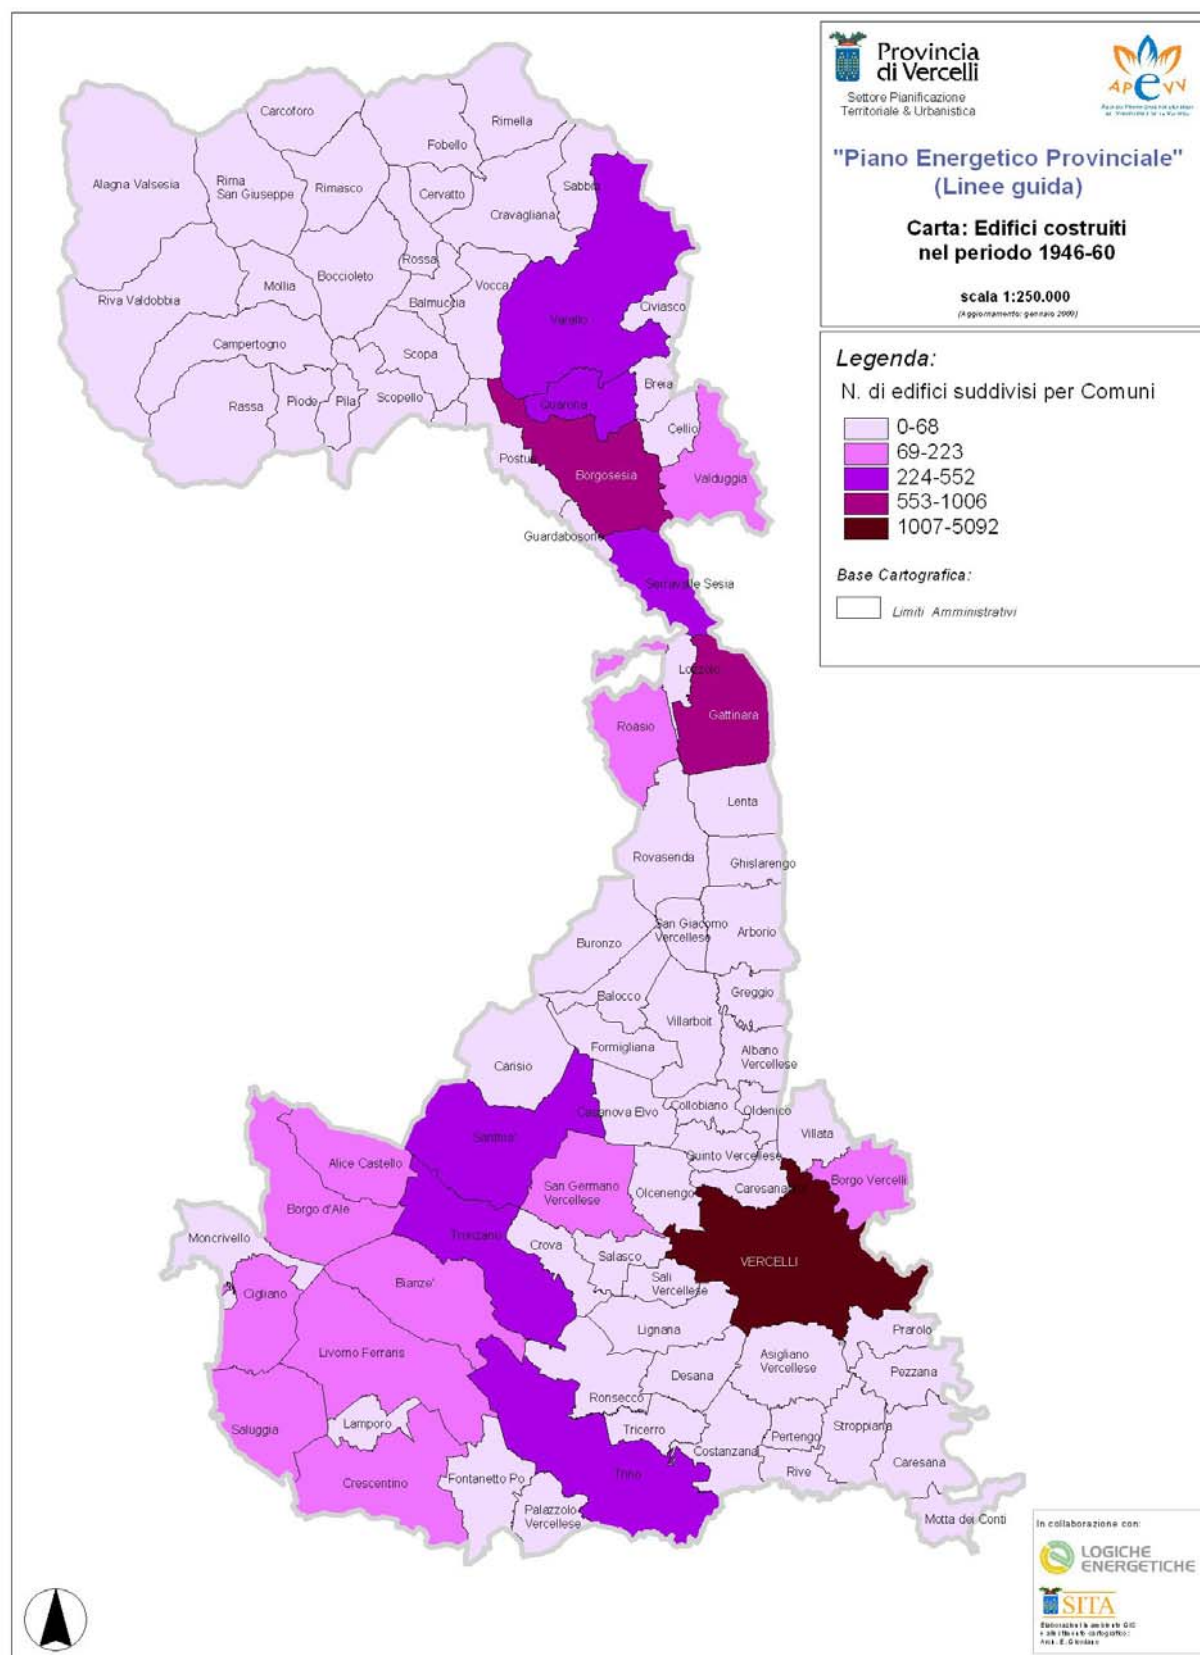 Provincia
di Vercelli
Settore Pianificazione
Territoriale & Urbanistica
APEVV
"Piano Energetico Provinciale"
(Linee guida)
Carta: Edifici costruiti
nel periodo 1946-60
scala 1:250.000
(Aggiornamento: gennaio 2009)
Legenda:
N. di edifici suddivisi per Comuni
0-68
69-223
224-552
553-1006
1007-5092
Base Cartografica:
Limiti Amministrativi
Carcoforo
Rimella
Fobello
Alagna Valsesia
Rima
San Giuseppe
Rimasco
Cervatto
Sabbia
Cravagliana
Rossa
Boccioleto
Mollia
Vocca
Riva Valdobbia
Balmuccia
Civiasco
Varallo
Campertogno
Scopa
Breia
Rassa
Piode
Pila
Scopello
Quarona
Cellio
Postua
Borgosesia
Valduggia
Guardabosone
Serravalle Sesia
Lozzolo
Gattinara
Roasio
Lenta
Rovasenda
Ghislarengo
San Giacomo
Vercellese
Arborio
Buronzo
Balocco
Greggio
Villarboit
Formigliana
Albano
Vercellese
Carisio
Casanova Elvo
Collobiano
Oldenico
Villata
Santhia'
Quinto Vercellese
Alice Castello
San Germano
Vercellese
Olcenengo
Caresana
Borgo Vercelli
Borgo d'Ale
Tronzano
Moncrivello
Crova
Salasco
VERCELLI
Cigliano
Bianze'
Sali
Vercellese
Lignana
Prarolo
Livorno Ferraris
Asigliano
Vercellese
Desana
Pezzana
Ronsecco
Saluggia
Lamporo
Tricerro
Costanzana
Pertengo
Stroppiana
Crescentino
Fontanetto Po
Trino
Rive
Caresana
Palazzolo
Vercellese
Motta dei Conti
In collaborazione con:
LOGICHE
ENERGETICHE
SITA